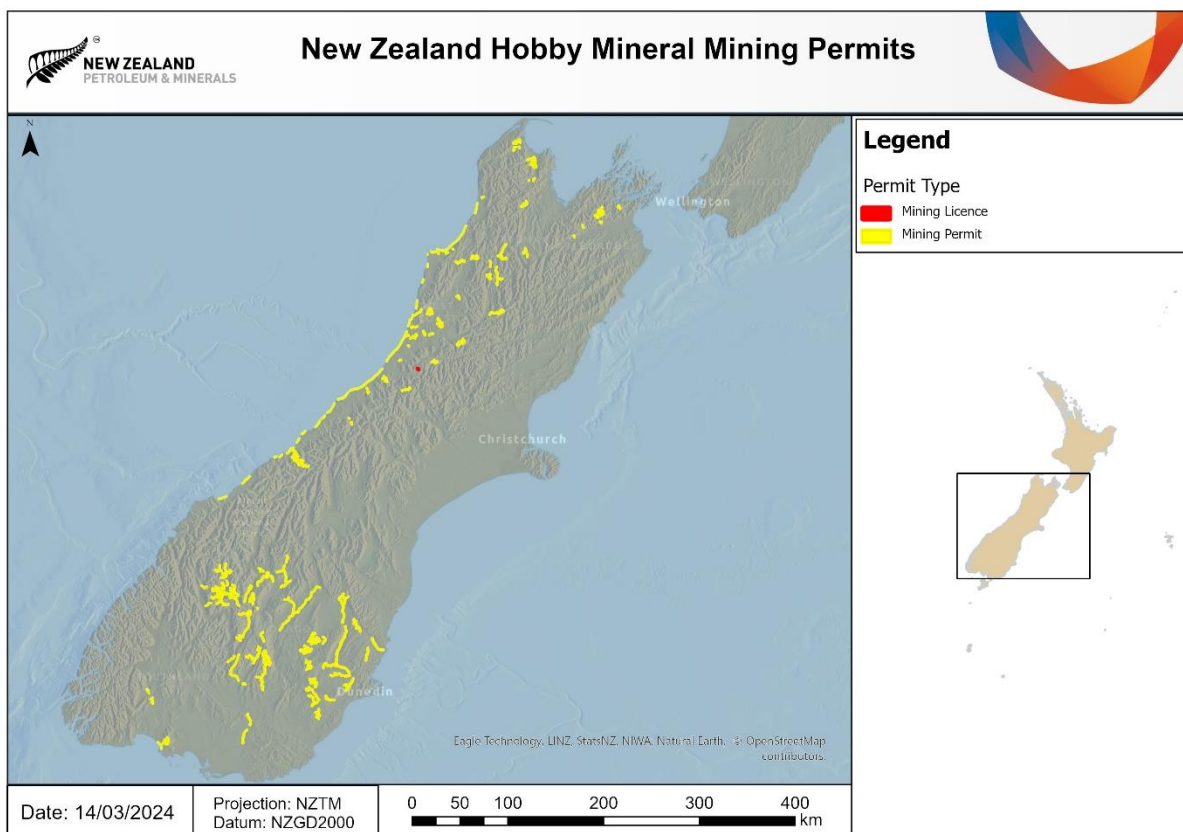 NEW ZEALAND
PETROLEUM & MINERALS
New Zealand Hobby Mineral Mining Permits
N
Legend
Permit Type
Mining Licence
Mining Permit
WELLINGTON
Wellington
Christchurch
Dunedin
Eagle Technology, LINZ, StatsNZ, NIWA, Natural Earth, © OpenStreetMap
contributors.
Date: 14/03/2024
Projection: NZTM
Datum: NZGD2000
0 50 100 200 300 400
km